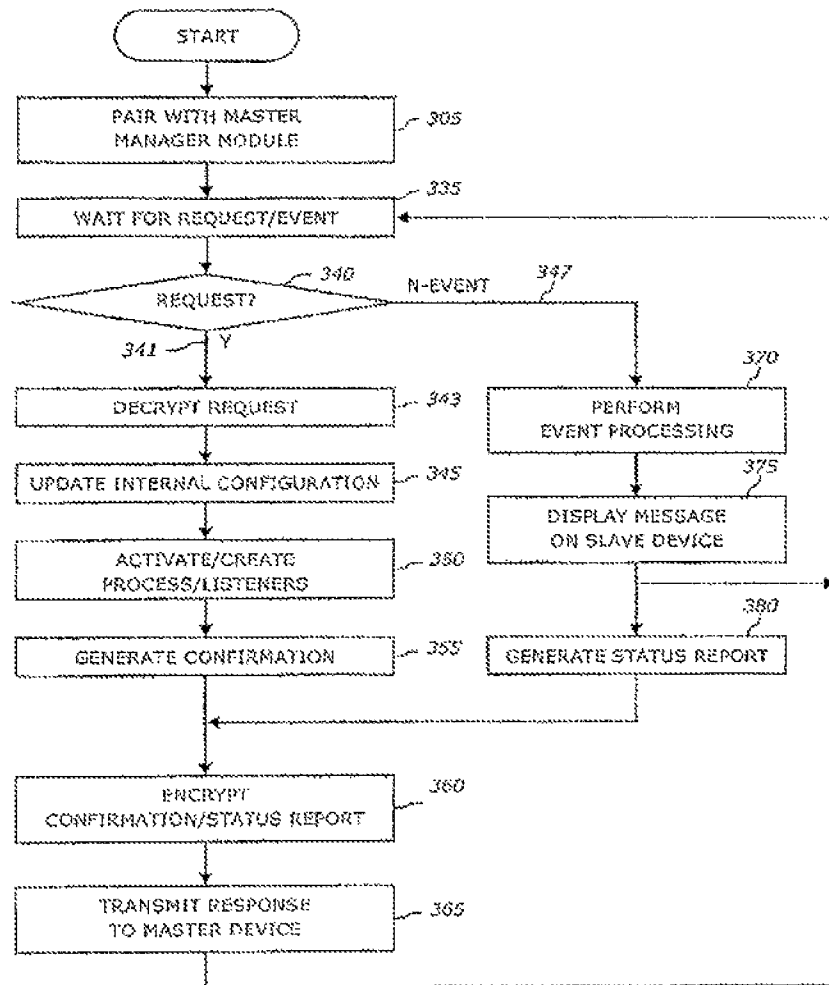 START
PAIR WITH MASTER
MANAGER MODULE
305
335
WAIT FOR REQUEST/EVENT
340
REQUEST?
N-EVENT
347
341
Y
DECRYPT REQUEST
343
370
PERFORM
EVENT PROCESSING
UPDATE INTERNAL CONFIGURATION
345
375
DISPLAY MESSAGE
ON SLAVE DEVICE
ACTIVATE/CREATE
PROCESS/LISTENERS
350
380
GENERATE CONFIRMATION
355
GENERATE STATUS REPORT
ENCRYPT
CONFIRMATION/STATUS REPORT
360
TRANSMIT RESPONSE
TO MASTER DEVICE
365